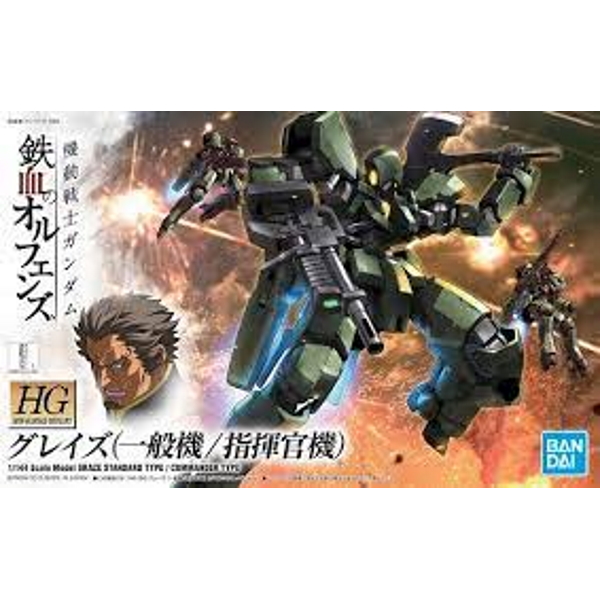 機動戦士ガンダム
鉄血のオルフェンズ
HG
グレイズ(一般機/指揮官機)
1/144 Scale Model GRAZE STANDARD TYPE / COMMANDER TYPE
BAN
DAI